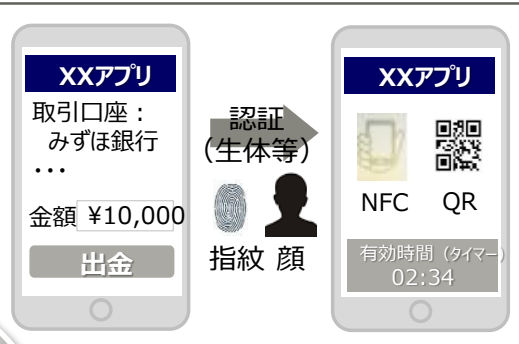 XXアプリ
取引口座：
みずほ銀行
・・・
金額 ¥10,000
出金
認証
（生体等）
指紋 顔
XXアプリ
NFC QR
有効時間（タイマー）
02:34